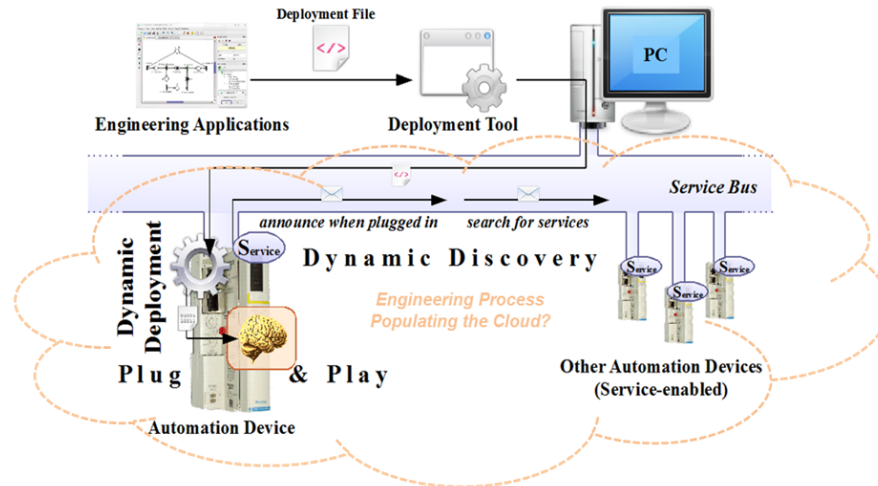 Deployment File
</>
PC
Engineering Applications
Deployment Tool
</>
Service Bus
announce when plugged in
search for services
Dynamic
Deployment
Service
Dynamic Discovery
Service
Service
Service
Engineering Process
Populating the Cloud?
Plug & Play
Other Automation Devices
(Service-enabled)
Automation Device